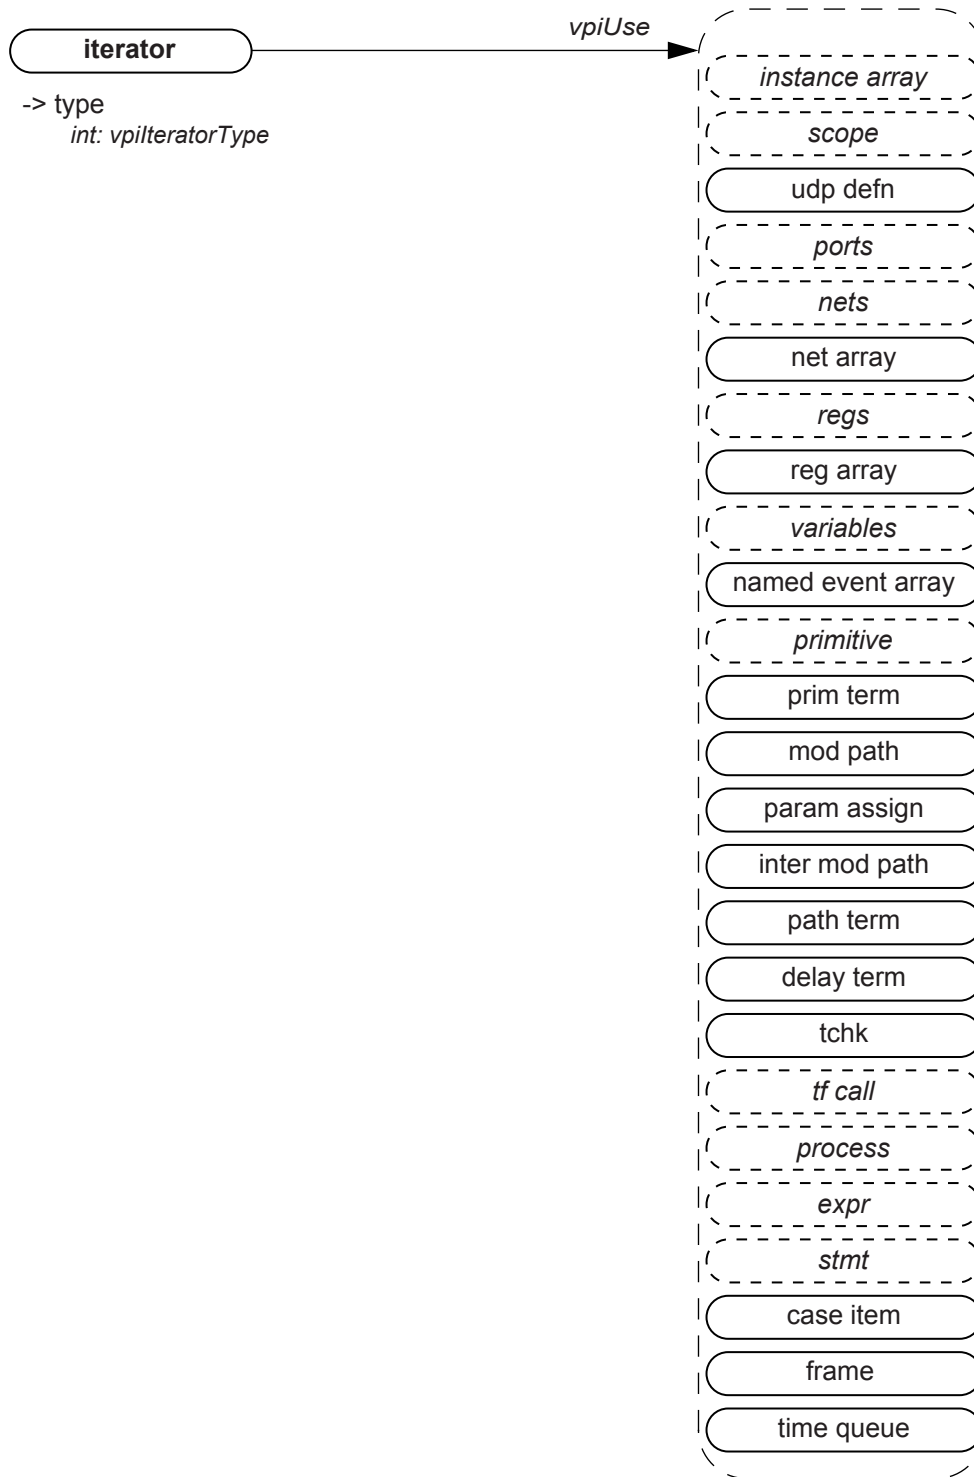 vpiUse
iterator
-> type
int: vpiIteratorType
instance array
scope
udp defn
ports
nets
net array
regs
reg array
variables
named event array
primitive
prim term
mod path
param assign
inter mod path
path term
delay term
tchk
tf call
process
expr
stmt
case item
frame
time queue